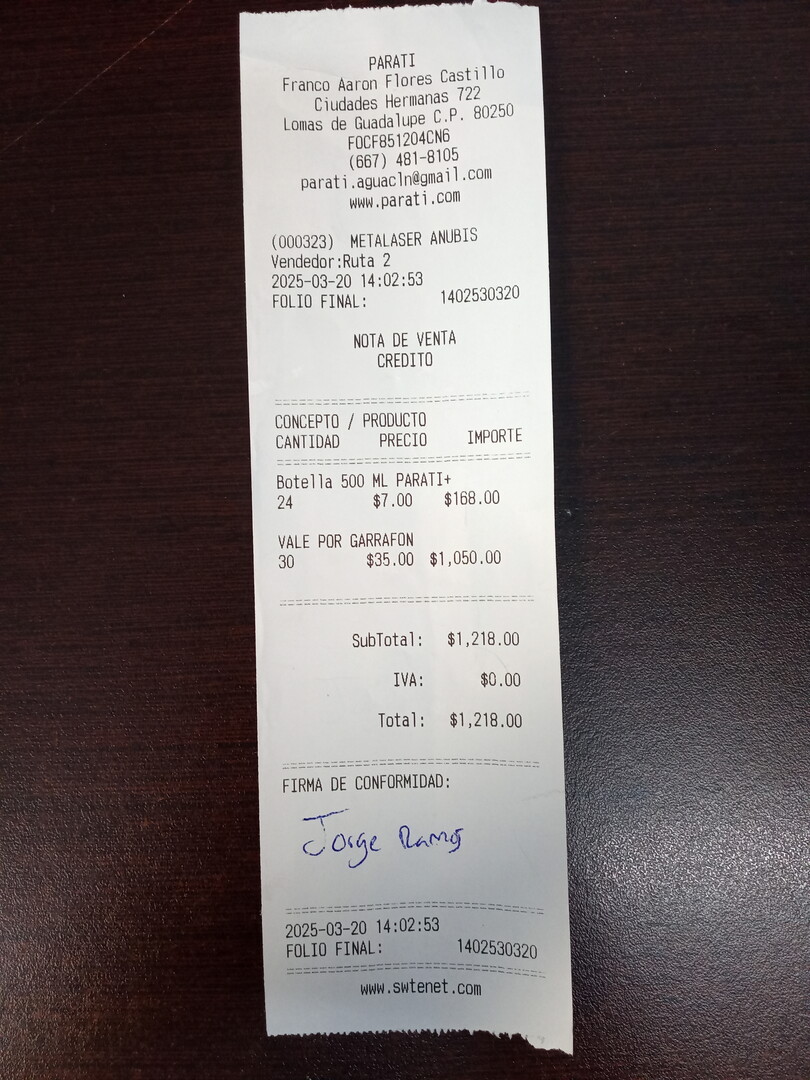 PARATI
Franco Aaron Flores Castillo
Ciudades Hermanas 722
Lomas de Guadalupe C.P. 80250
FOCF851204CN6
(667) 481-8105
parati.aguacln@gmail.com
www.parati.com
(000323) METALASER ANUBIS
Vendedor:Ruta 2
2025-03-20 14:02:53
FOLIO FINAL: 1402530320
NOTA DE VENTA
CREDITO
CONCEPTO / PRODUCTO
CANTIDAD PRECIO IMPORTE
Botella 500 ML PARATI+
24 $7.00 $168.00
VALE POR GARRAFON
30 $35.00 $1,050.00
SubTotal: $1,218.00
IVA: $0.00
Total: $1,218.00
FIRMA DE CONFORMIDAD:
Jorge Ramos
2025-03-20 14:02:53
FOLIO FINAL: 1402530320
www.swtenet.com